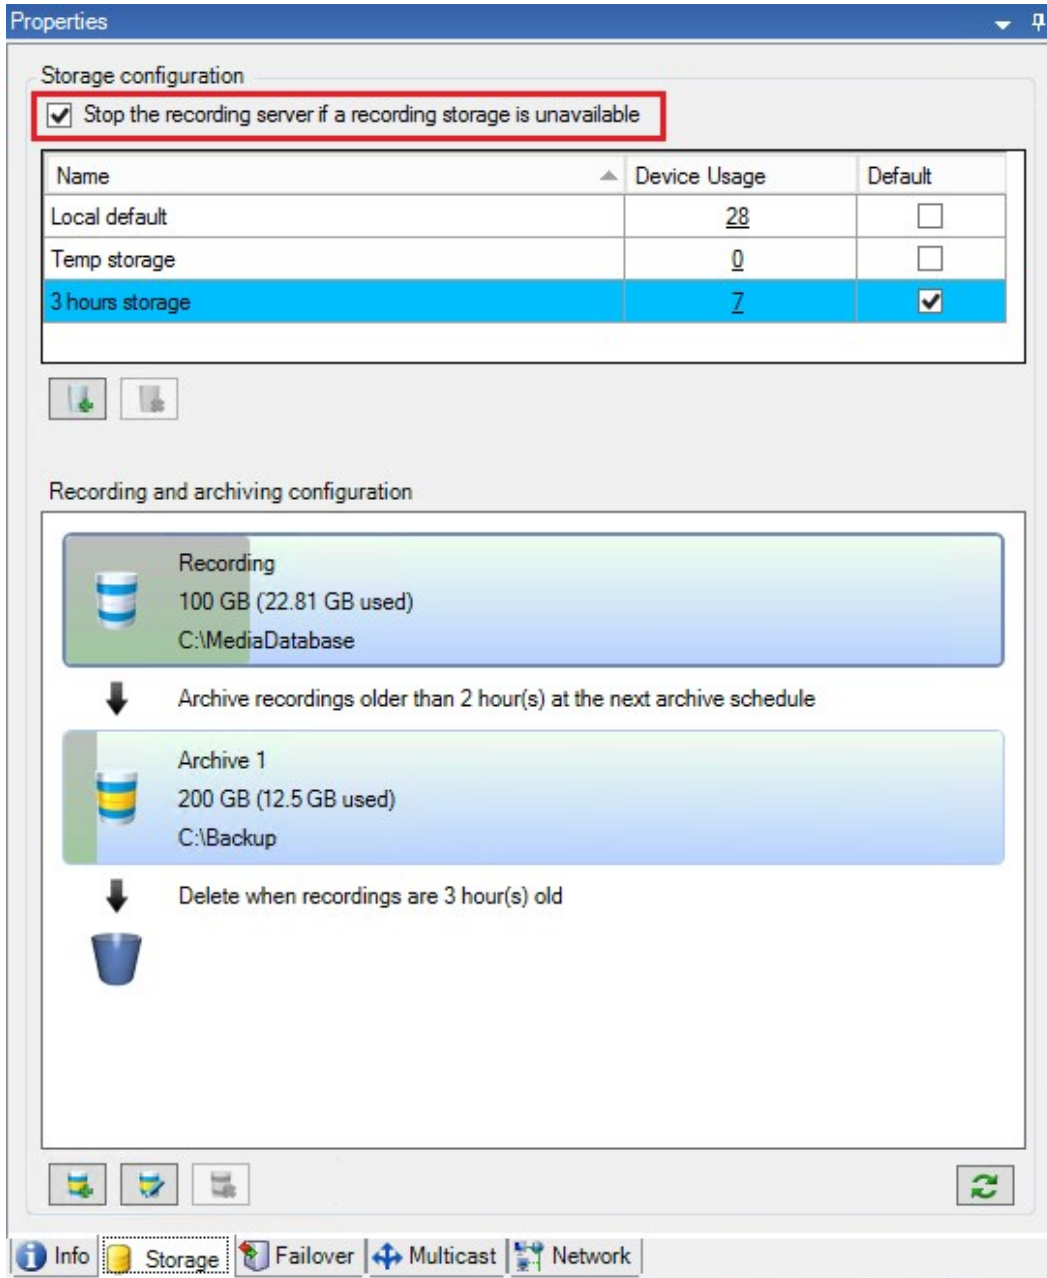 Properties
Storage configuration
Stop the recording server if a recording storage is unavailable
Name Device Usage Default
Local default 28
Temp storage 0
3 hours storage 7
Recording and archiving configuration
Recording
100 GB (22.81 GB used)
C:\MediaDatabase
Archive recordings older than 2 hour(s) at the next archive schedule
Archive 1
200 GB (12.5 GB used)
C:\Backup
Delete when recordings are 3 hour(s) old
Info Storage Failover Multicast Network